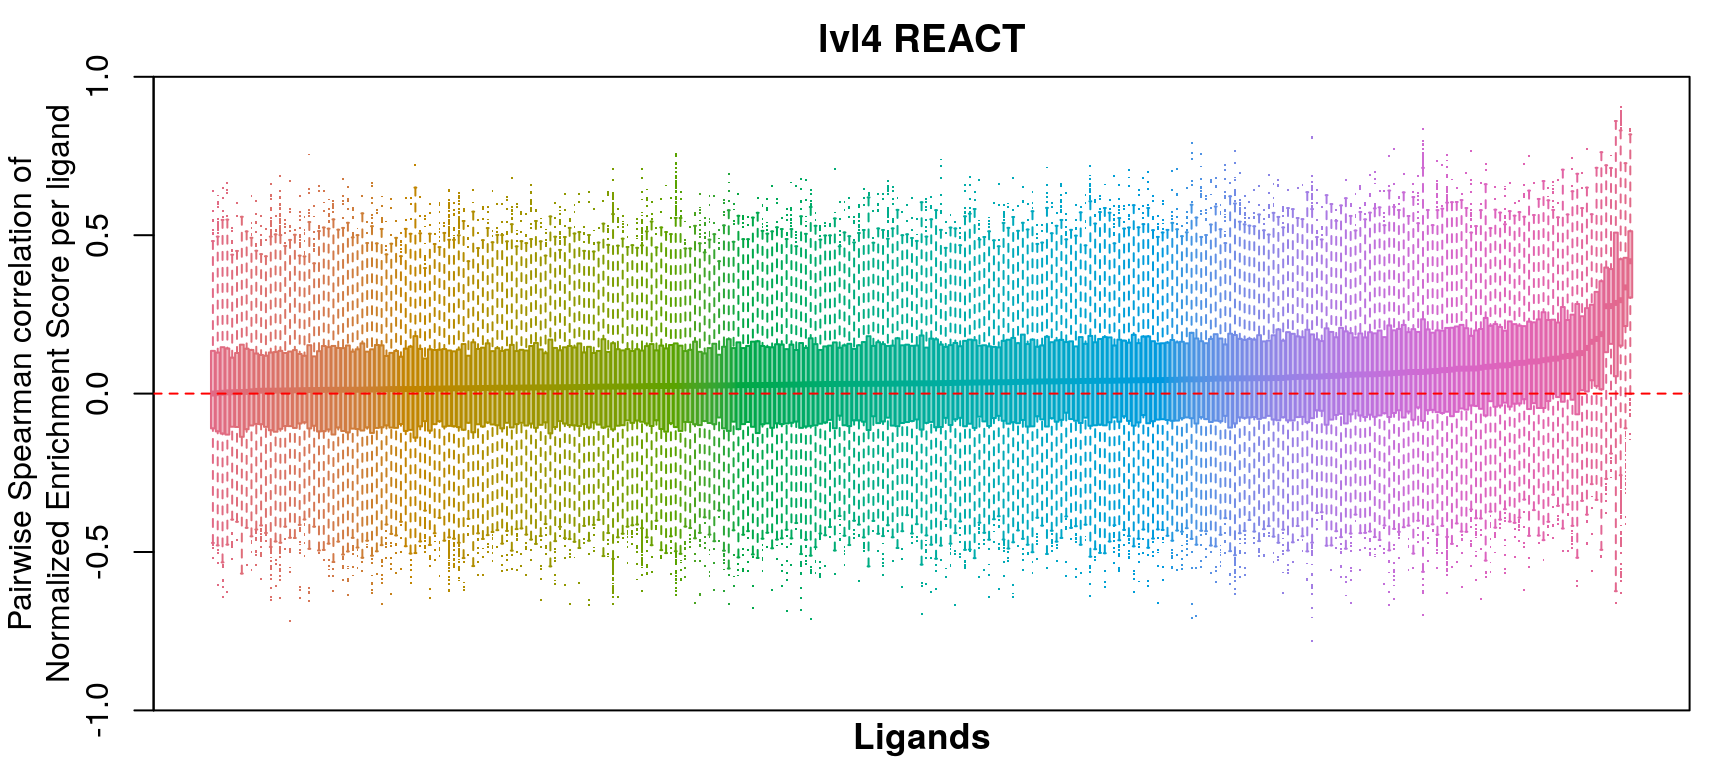 lvl4 REACT
Pairwise Spearman correlation of
Normalized Enrichment Score per ligand
1.0
0.5
0.0
-0.5
-1.0
Ligands